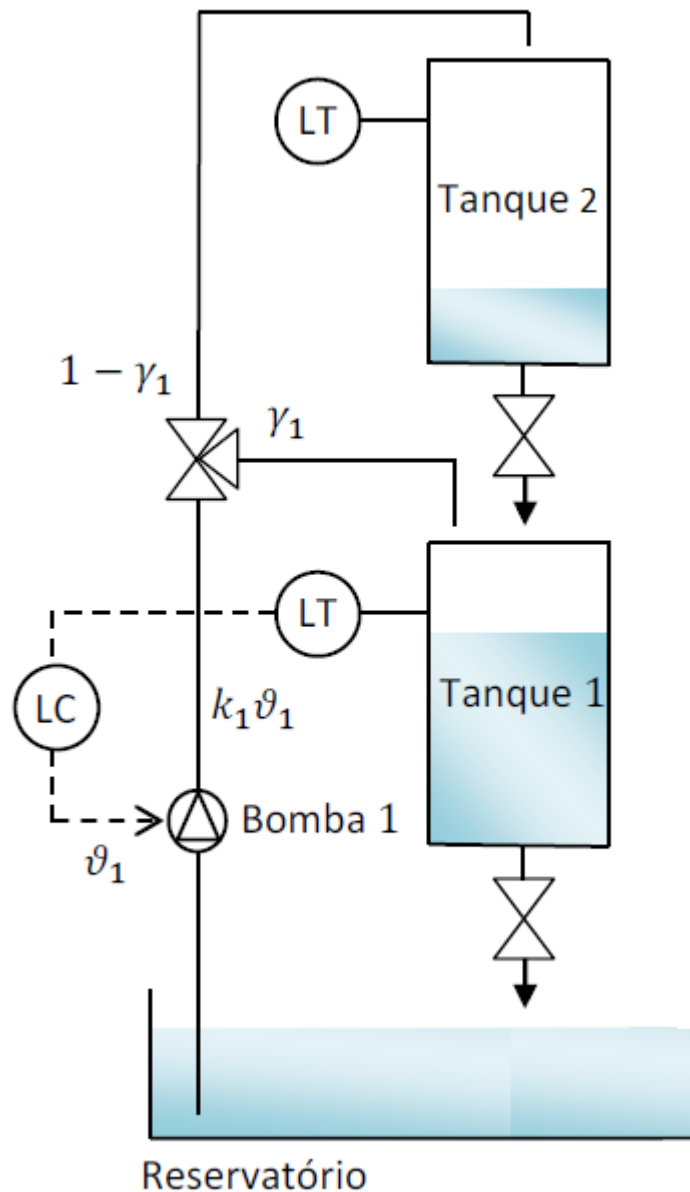 LT
Tanque 2
1 − γ₁
γ₁
LT
Tanque 1
LC
k₁ϑ₁
Bomba 1
ϑ₁
Reservatório